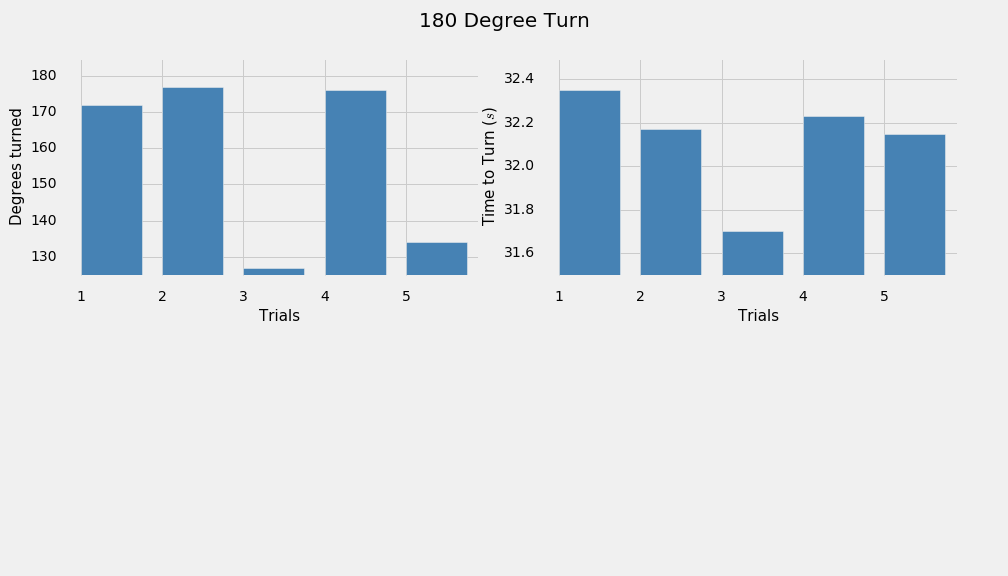 180 Degree Turn
Degrees turned
180
170
160
150
140
130
1 2 3 4 5
Trials
Time to Turn (s)
32.4
32.2
32.0
31.8
31.6
1 2 3 4 5
Trials